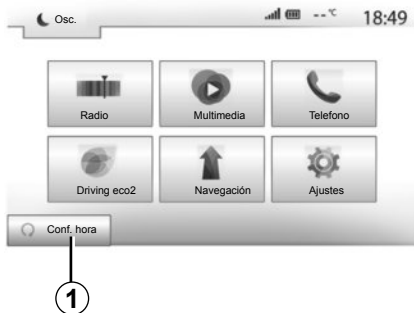 Osc.
--°C
18:49
Radio
Multimedia
Telefono
Driving eco2
Navegación
Ajustes
Conf. hora
1